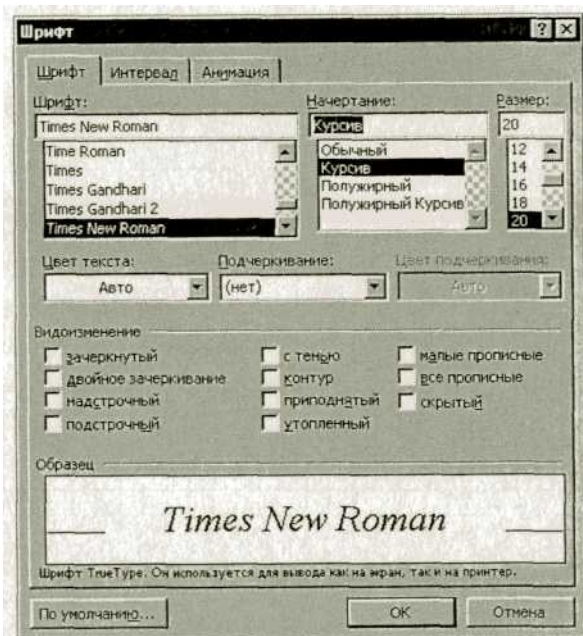 Шрифт
Шрифт Интервал Анимация
Шрифт: Начертание: Размер:
Times New Roman Курсив 20
Time Roman Обычный 12
Times Курсив 14
Times Gandhari Полужирный 16
Times Gandhari 2 Полужирный Курсив 18
Times New Roman 20
Цвет текста: Подчеркивание: Цвет подчеркивания:
Авто (нет) Авто
Видоизменение
зачеркнутый с тенью малые прописные
двойное зачеркивание контур все прописные
надстрочный приподнятый скрытый
подстрочный утопленный
Образец
Times New Roman
Шрифт TrueType. Он используется для вывода как на экран, так и на принтер.
По умолчанию... ОК Отмена